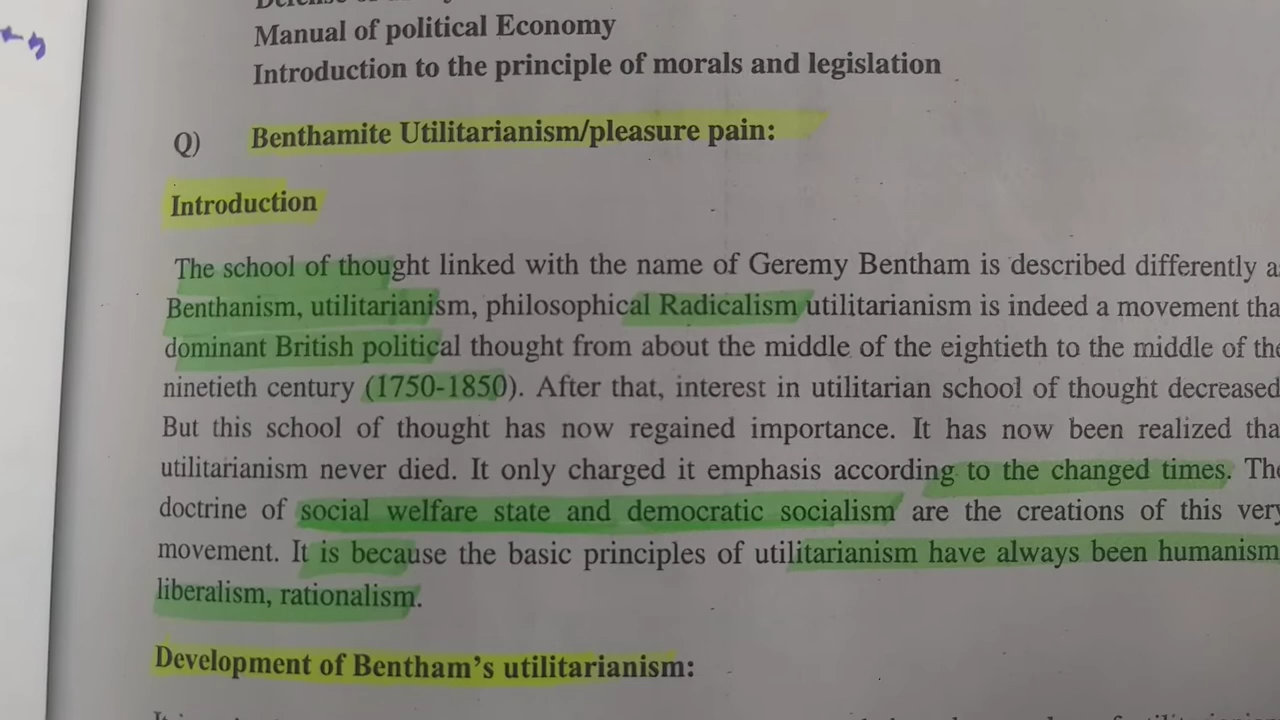 Manual of political Economy
Introduction to the principle of morals and legislation
Q) Benthamite Utilitarianism/pleasure pain:
Introduction
The school of thought linked with the name of Geremy Bentham is described differently a
Benthanism, utilitarianism, philosophical Radicalism utilitarianism is indeed a movement tha
dominant British political thought from about the middle of the eightieth to the middle of the
ninetieth century (1750-1850). After that, interest in utilitarian school of thought decreased
But this school of thought has now regained importance. It has now been realized tha
utilitarianism never died. It only charged it emphasis according to the changed times. The
doctrine of social welfare state and democratic socialism are the creations of this very
movement. It is because the basic principles of utilitarianism have always been humanism
liberalism, rationalism.
Development of Bentham's utilitarianism: